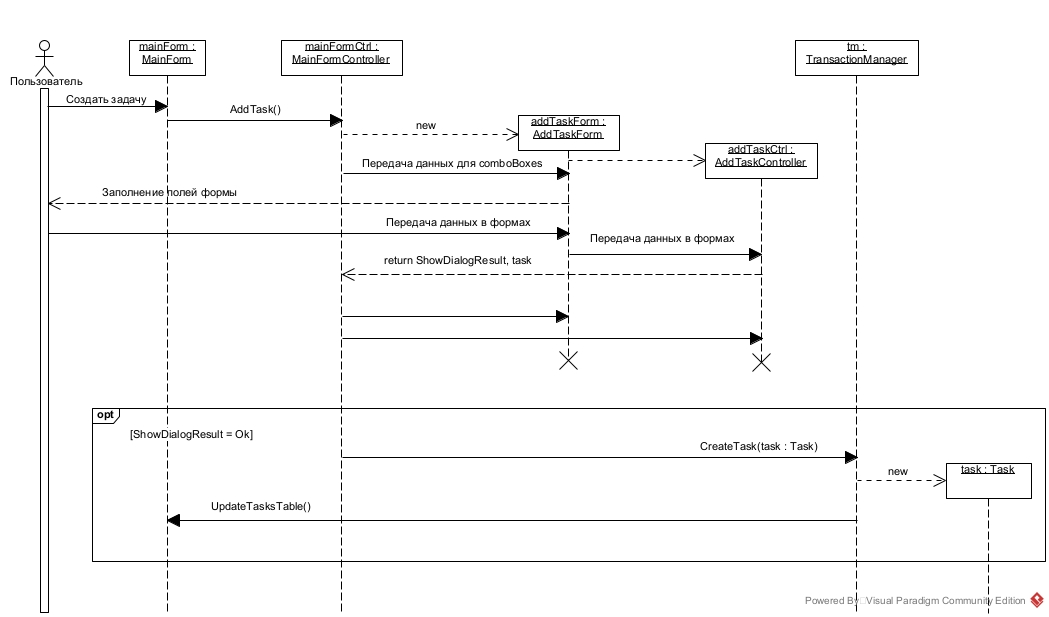 mainForm :
MainForm
mainFormCtrl :
MainFormController
tm :
TransactionManager
Пользователь
Создать задачу
AddTask()
new
addTaskForm :
AddTaskForm
addTaskCtrl :
AddTaskController
Передача данных для comboBoxes
Заполнение полей формы
Передача данных в формах
Передача данных в формах
return ShowDialogResult, task
opt
[ShowDialogResult = Ok]
CreateTask(task : Task)
new
task : Task
UpdateTasksTable()
Powered By Visual Paradigm Community Edition